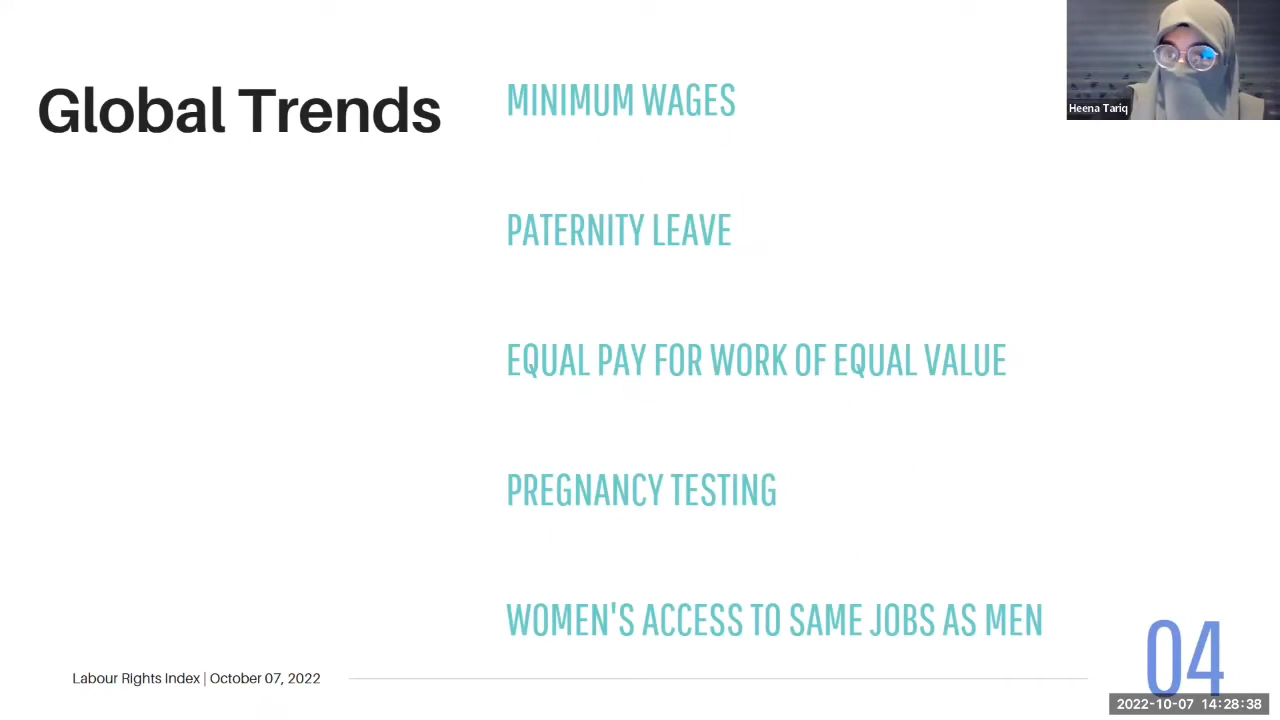 Global Trends
MINIMUM WAGES
PATERNITY LEAVE
EQUAL PAY FOR WORK OF EQUAL VALUE
PREGNANCY TESTING
WOMEN'S ACCESS TO SAME JOBS AS MEN
Heena Tariq
Labour Rights Index | October 07, 2022
04
2022-10-07 14:28:38